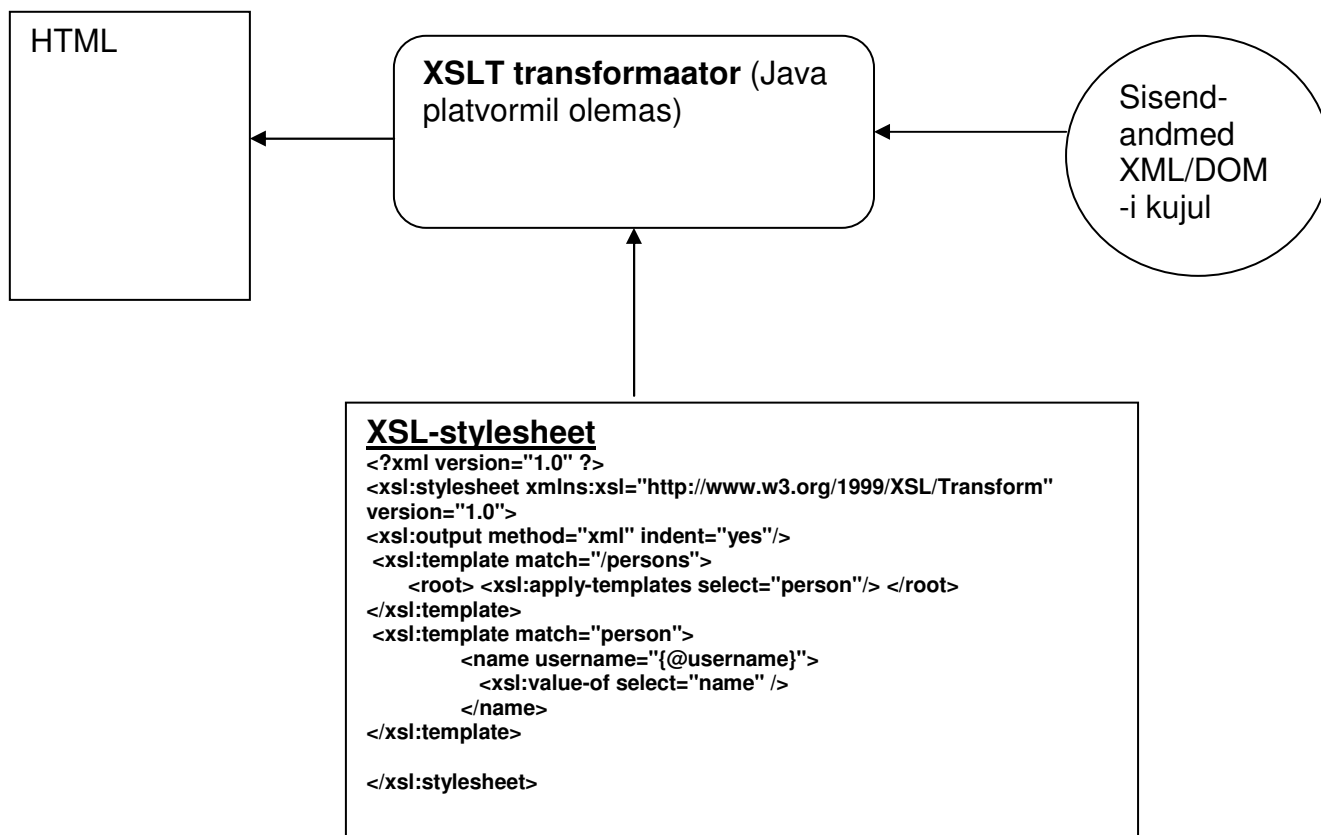 HTML
XSLT transformaator (Java
platvormil olemas)
Sisend-
andmed
XML/DOM
-i kujul
XSL-stylesheet
<?xml version="1.0" ?>
<xsl:stylesheet xmlns:xsl="http://www.w3.org/1999/XSL/Transform"
version="1.0">
<xsl:output method="xml" indent="yes"/>
<xsl:template match="/persons">
<root> <xsl:apply-templates select="person"/> </root>
</xsl:template>
<xsl:template match="person">
<name username="{@username}">
<xsl:value-of select="name" />
</name>
</xsl:template>
</xsl:stylesheet>